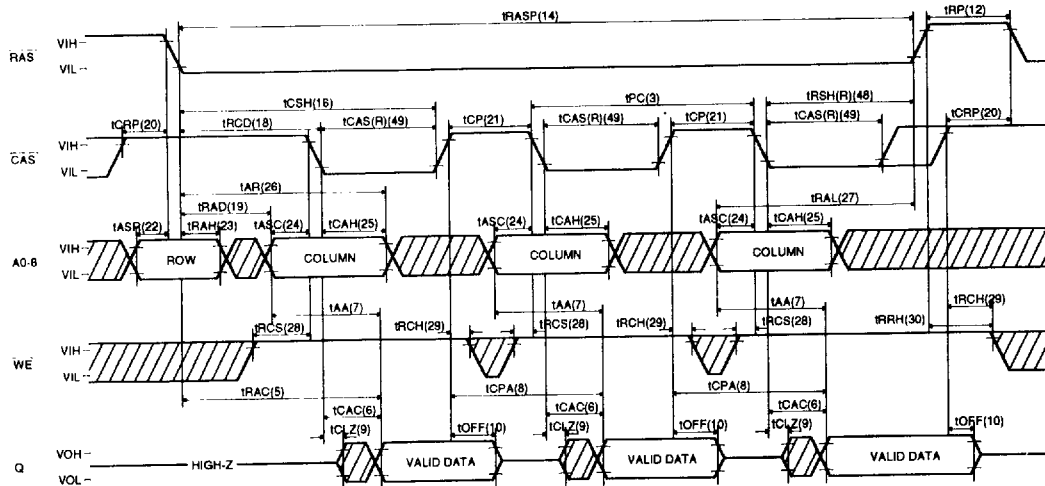 tRASP(14) tRP(12)
RAS VIH VIL
tCSH(16) tPC(3) tRSH(R)(48)
tCRP(20) tRCD(18) tCAS(R)(49) tCP(21) tCAS(R)(49) tCP(21) tCAS(R)(49) tCRP(20)
CAS VIH VIL
tAR(26) tRAL(27)
tRAD(19)
tASR(22) tRAH(23) tASC(24) tCAH(25) tASC(24) tCAH(25) tASC(24) tCAH(25)
A0-8 VIH VIL ROW COLUMN COLUMN COLUMN
tAA(7) tAA(7) tAA(7) tRCH(29)
tRCS(28) tRCH(29) tRCS(28) tRCH(29) tRCS(28) tRRH(30)
WE VIH VIL
tRAC(5) tCPA(8) tCPA(8)
tCAC(6) tCAC(6) tCAC(6)
tCLZ(9) tOFF(10) tCLZ(9) tOFF(10) tCLZ(9) tOFF(10)
Q VOH VOL HIGH-Z VALID DATA VALID DATA VALID DATA